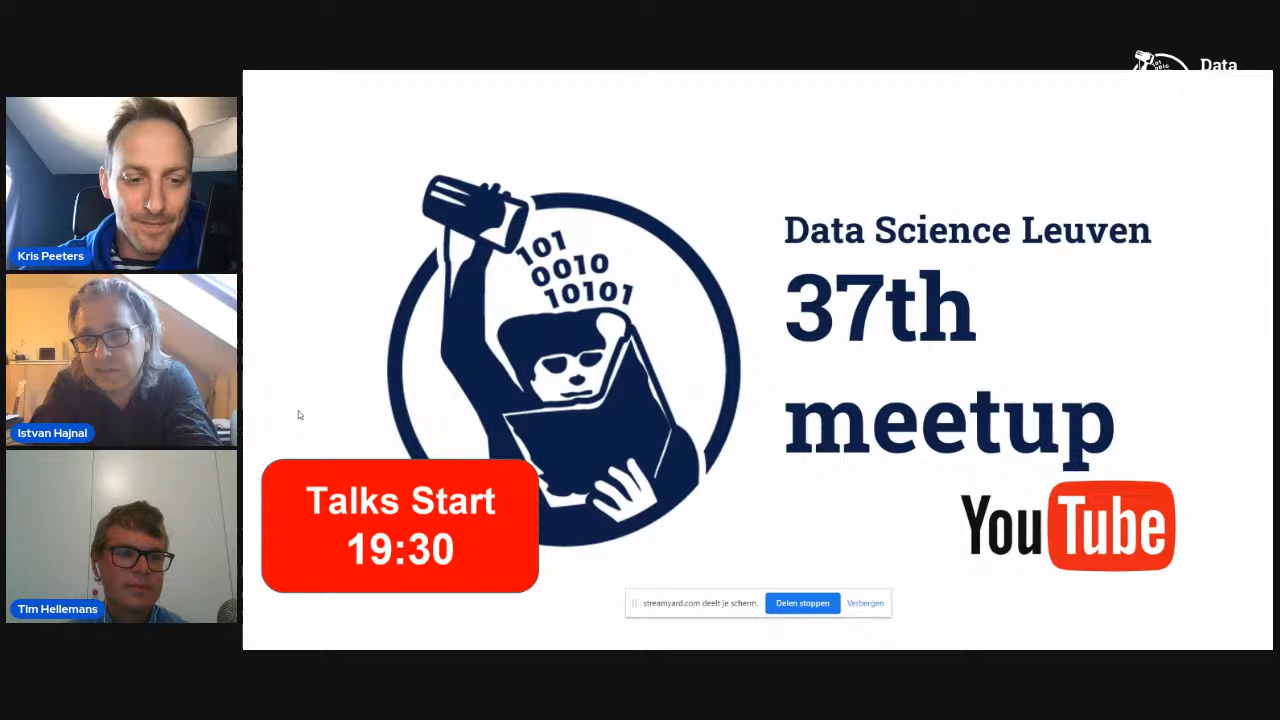 Data
Kris Peeters
Istvan Hajnal
Tim Hellemans
101
0010
10101
Data Science Leuven
37th
meetup
Talks Start
19:30
YouTube
streamyard.com deelt je scherm.
Delen stoppen
Verbergen